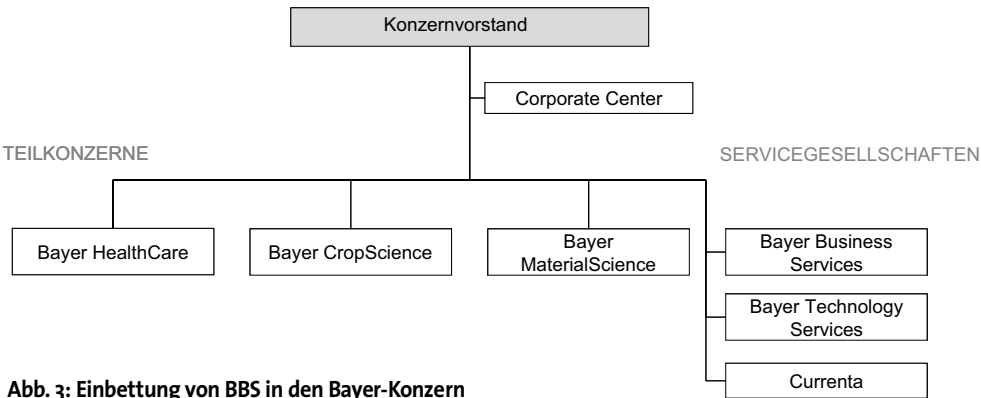 Konzernvorstand
Corporate Center
TEILKONZERNE
SERVICEGESELLSCHAFTEN
Bayer HealthCare
Bayer CropScience
Bayer
MaterialScience
Bayer Business
Services
Bayer Technology
Services
Currenta
Abb. 3: Einbettung von BBS in den Bayer-Konzern